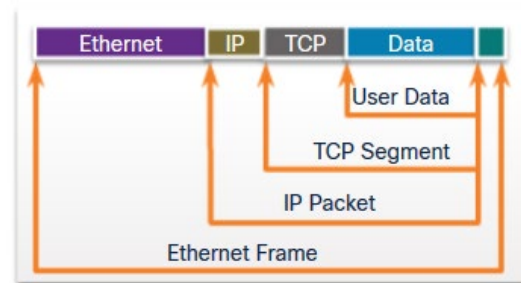 Ethernet IP TCP Data
User Data
TCP Segment
IP Packet
Ethernet Frame